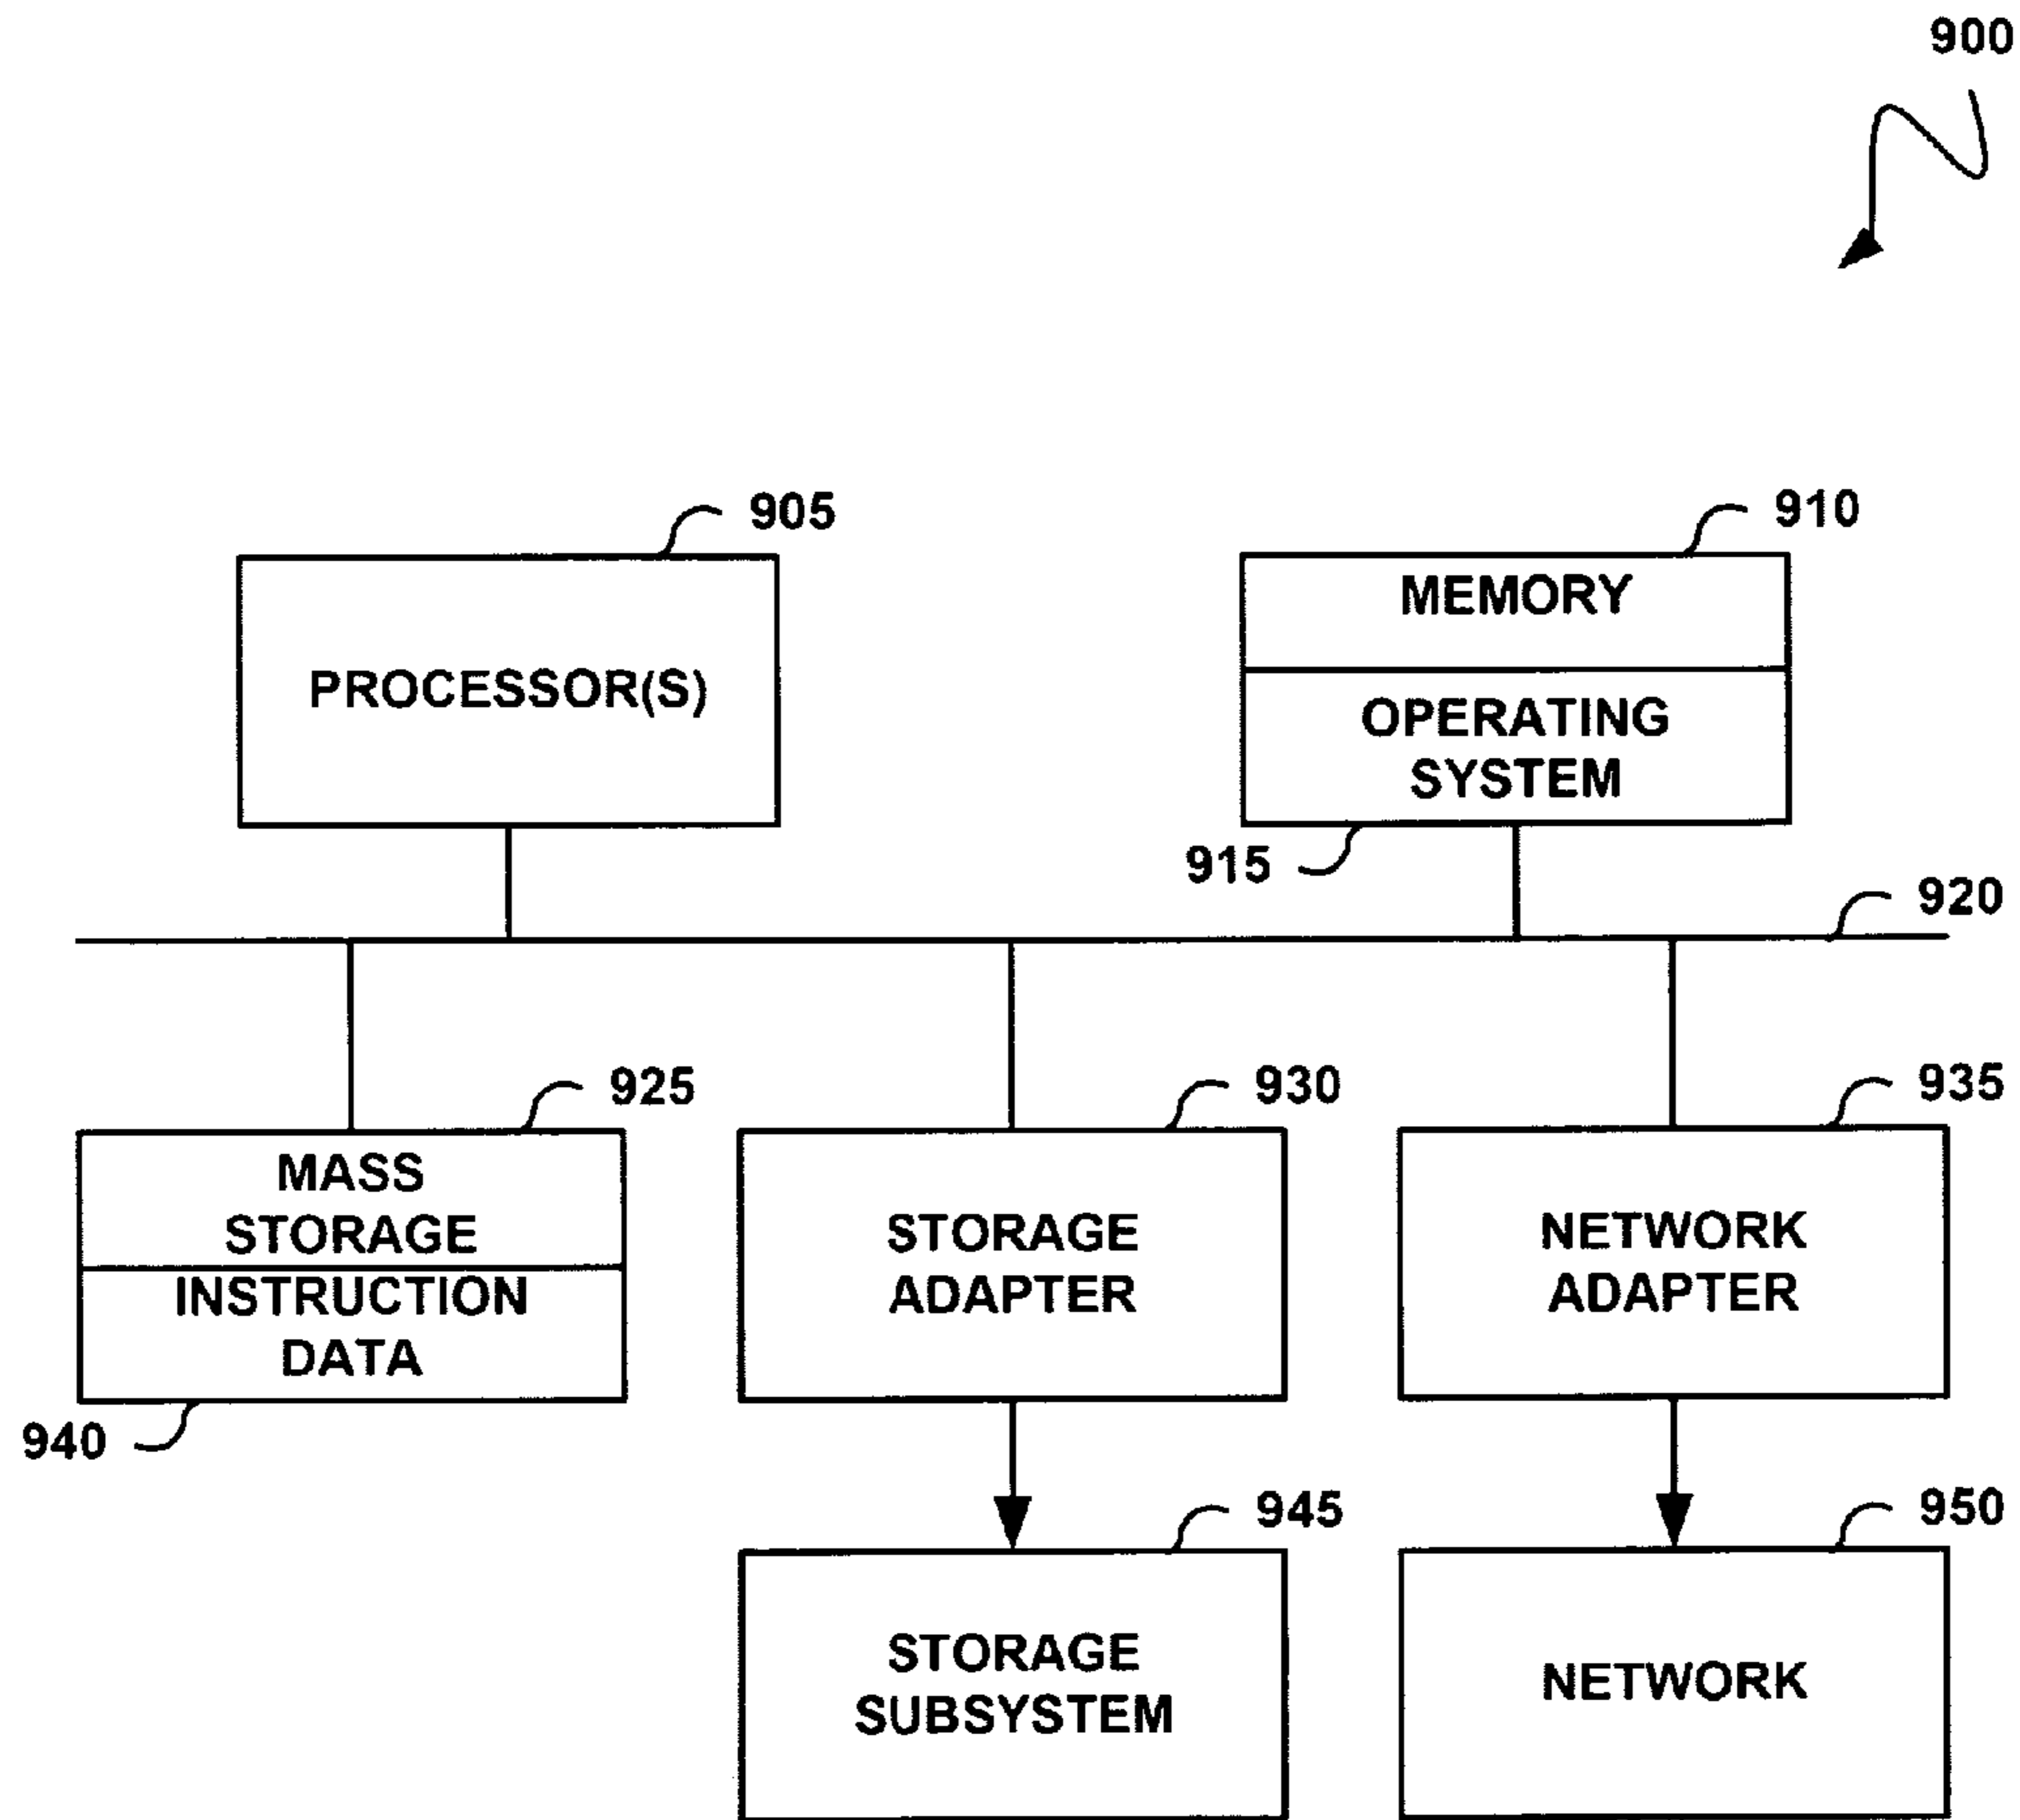 900
905
910
PROCESSOR(S)
MEMORY
OPERATING
SYSTEM
915
920
925
930
935
MASS
STORAGE
INSTRUCTION
DATA
STORAGE
ADAPTER
NETWORK
ADAPTER
940
945
950
STORAGE
SUBSYSTEM
NETWORK